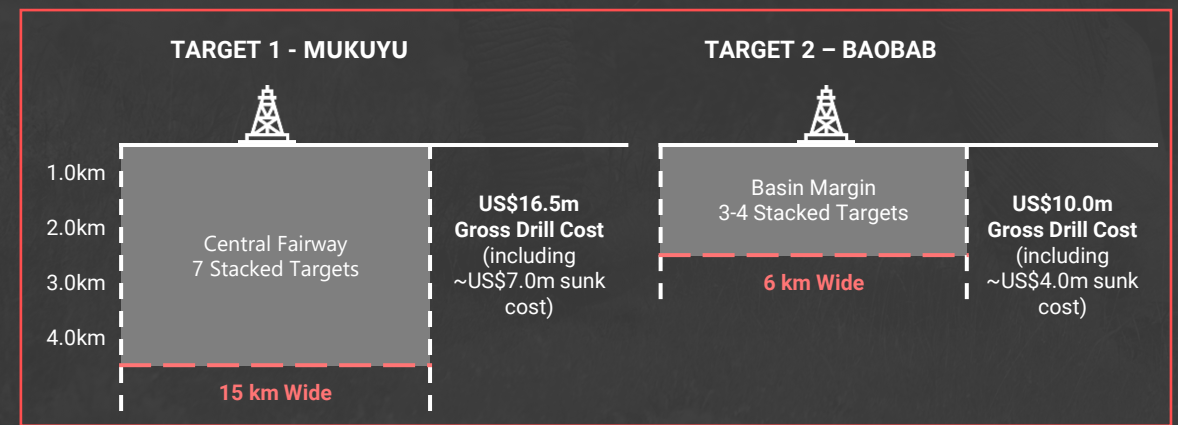 TARGET 1 - MUKUYU
1.0km
2.0km
3.0km
4.0km
Central Fairway
7 Stacked Targets
15 km Wide
US$16.5m
Gross Drill Cost
(including
~US$7.0m sunk
cost)
TARGET 2 – BAOBAB
Basin Margin
3-4 Stacked Targets
6 km Wide
US$10.0m
Gross Drill Cost
(including
~US$4.0m sunk
cost)